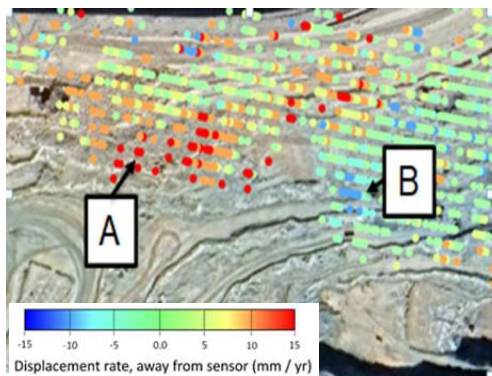 A
B
-15 -10 -5 0.0 5 10 15
Displacement rate, away from sensor (mm / yr)